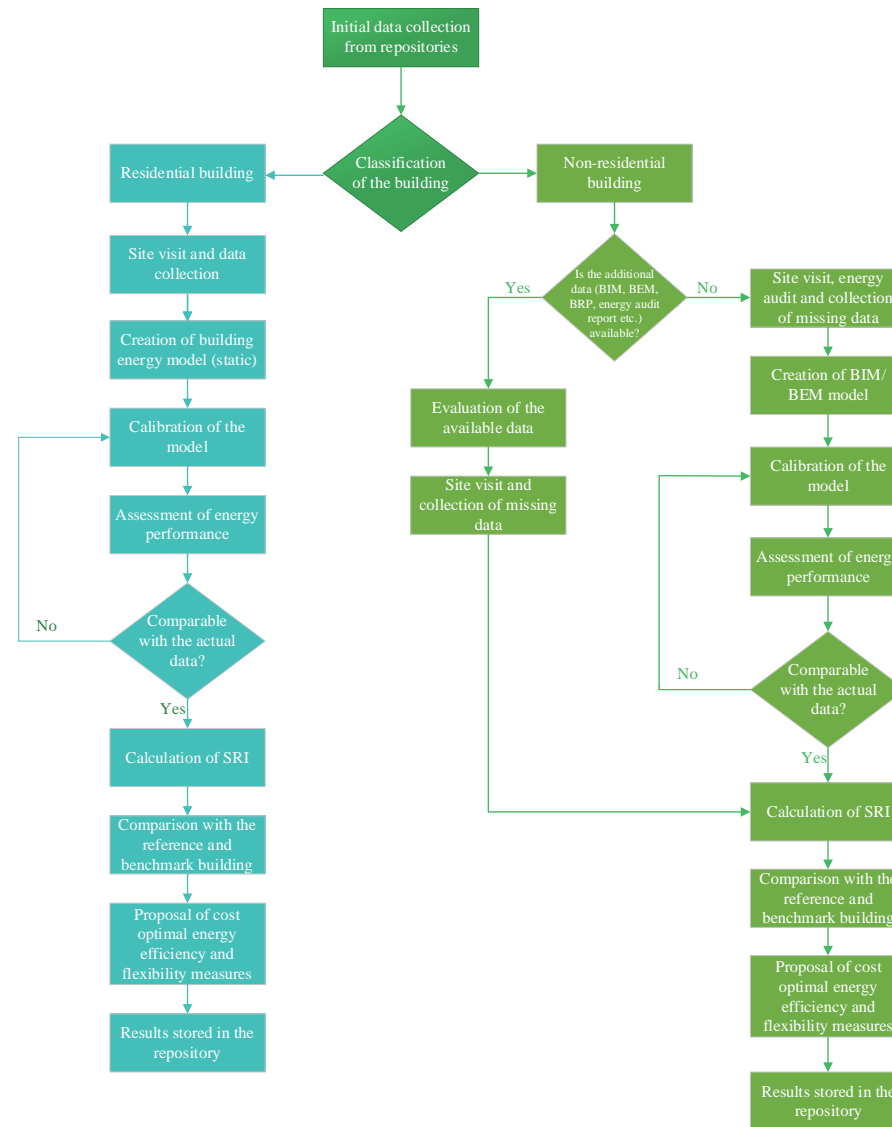 Initial data collection
from repositories
Classification
of the building
Residential building
Non-residential
building
Site visit and data
collection
Creation of building
energy model (static)
Calibration of the
model
Assessment of energy
performance
Comparable
with the actual
data?
No
Yes
Calculation of SRI
Comparison with the
reference and
benchmark building
Proposal of cost
optimal energy
efficiency and
flexibility measures
Results stored in the
repository
Is the additional
data (BIM, BEM,
BRP, energy audit
report etc.)
available?
Yes
No
Evaluation of the
available data
Site visit and
collection of missing
data
Site visit, energy
audit and collection
of missing data
Creation of BIM/
BEM model
Calibration of the
model
Assessment of energ
performance
Comparable
with the actual
data?
No
Yes
Calculation of SRI
Comparison with the
reference and
benchmark building
Proposal of cost
optimal energy
efficiency and
flexibility measures
Results stored in the
repository